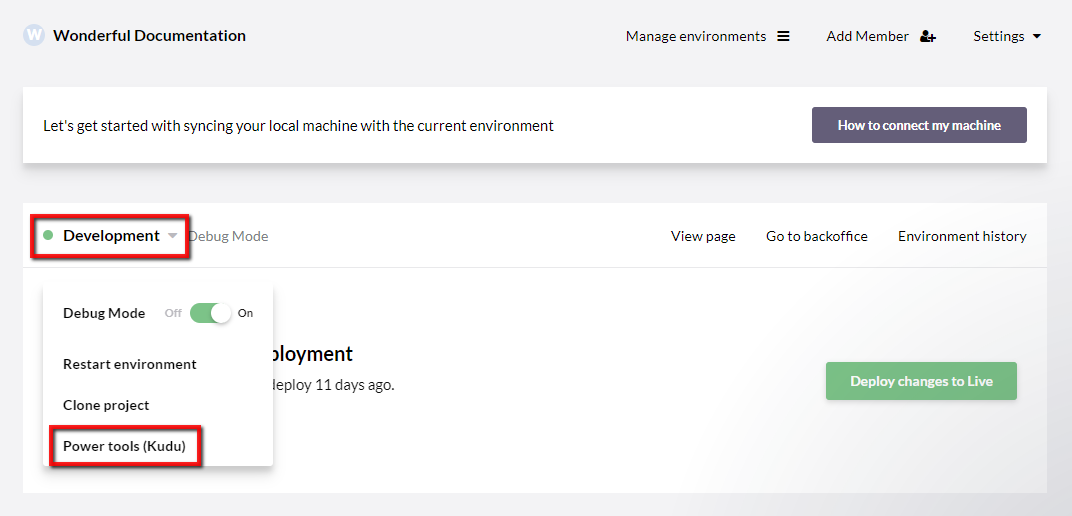 W Wonderful Documentation
Manage environments
Add Member
Settings
Let's get started with syncing your local machine with the current environment
How to connect my machine
Development
Debug Mode
View page
Go to backoffice
Environment history
Debug Mode Off On
Restart environment
ployment
deploy 11 days ago.
Deploy changes to Live
Clone project
Power tools (Kudu)